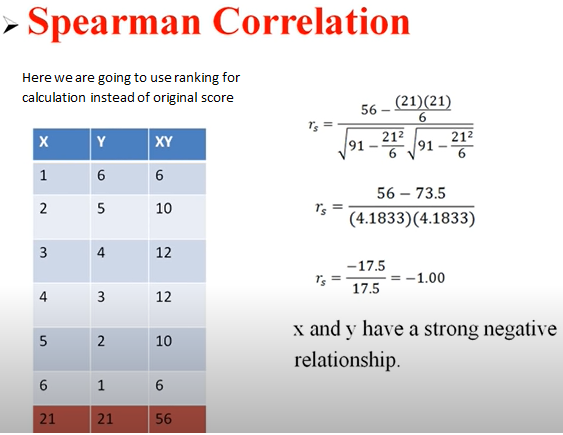 ➢ Spearman Correlation
Here we are going to use ranking for
calculation instead of original score
X Y XY
1 6 6
2 5 10
3 4 12
4 3 12
5 2 10
6 1 6
21 21 56
r_s = (56 − (21)(21)/6) / (√(91 − 21²/6) √(91 − 21²/6))
r_s = (56 − 73.5) / ((4.1833)(4.1833))
r_s = −17.5/17.5 = −1.00
x and y have a strong negative
relationship.